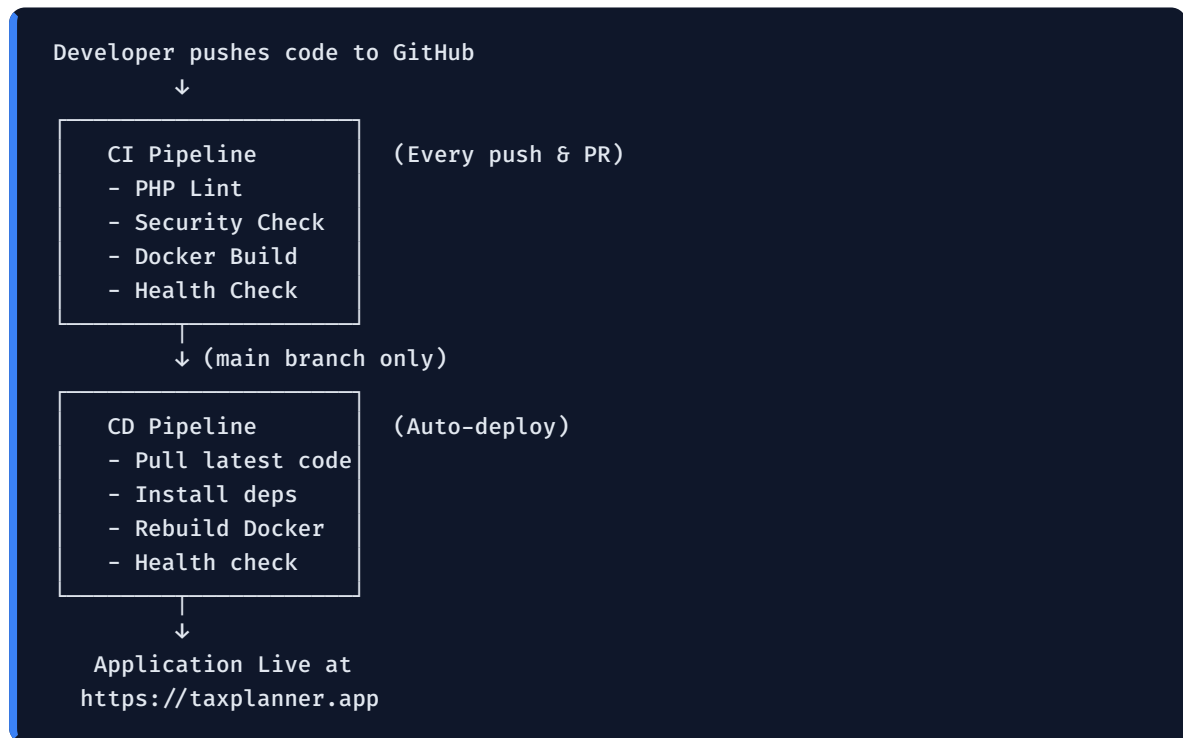 Developer pushes code to GitHub
↓
CI Pipeline (Every push & PR)
- PHP Lint
- Security Check
- Docker Build
- Health Check
↓ (main branch only)
CD Pipeline (Auto-deploy)
- Pull latest code
- Install deps
- Rebuild Docker
- Health check
↓
Application Live at
https://taxplanner.app